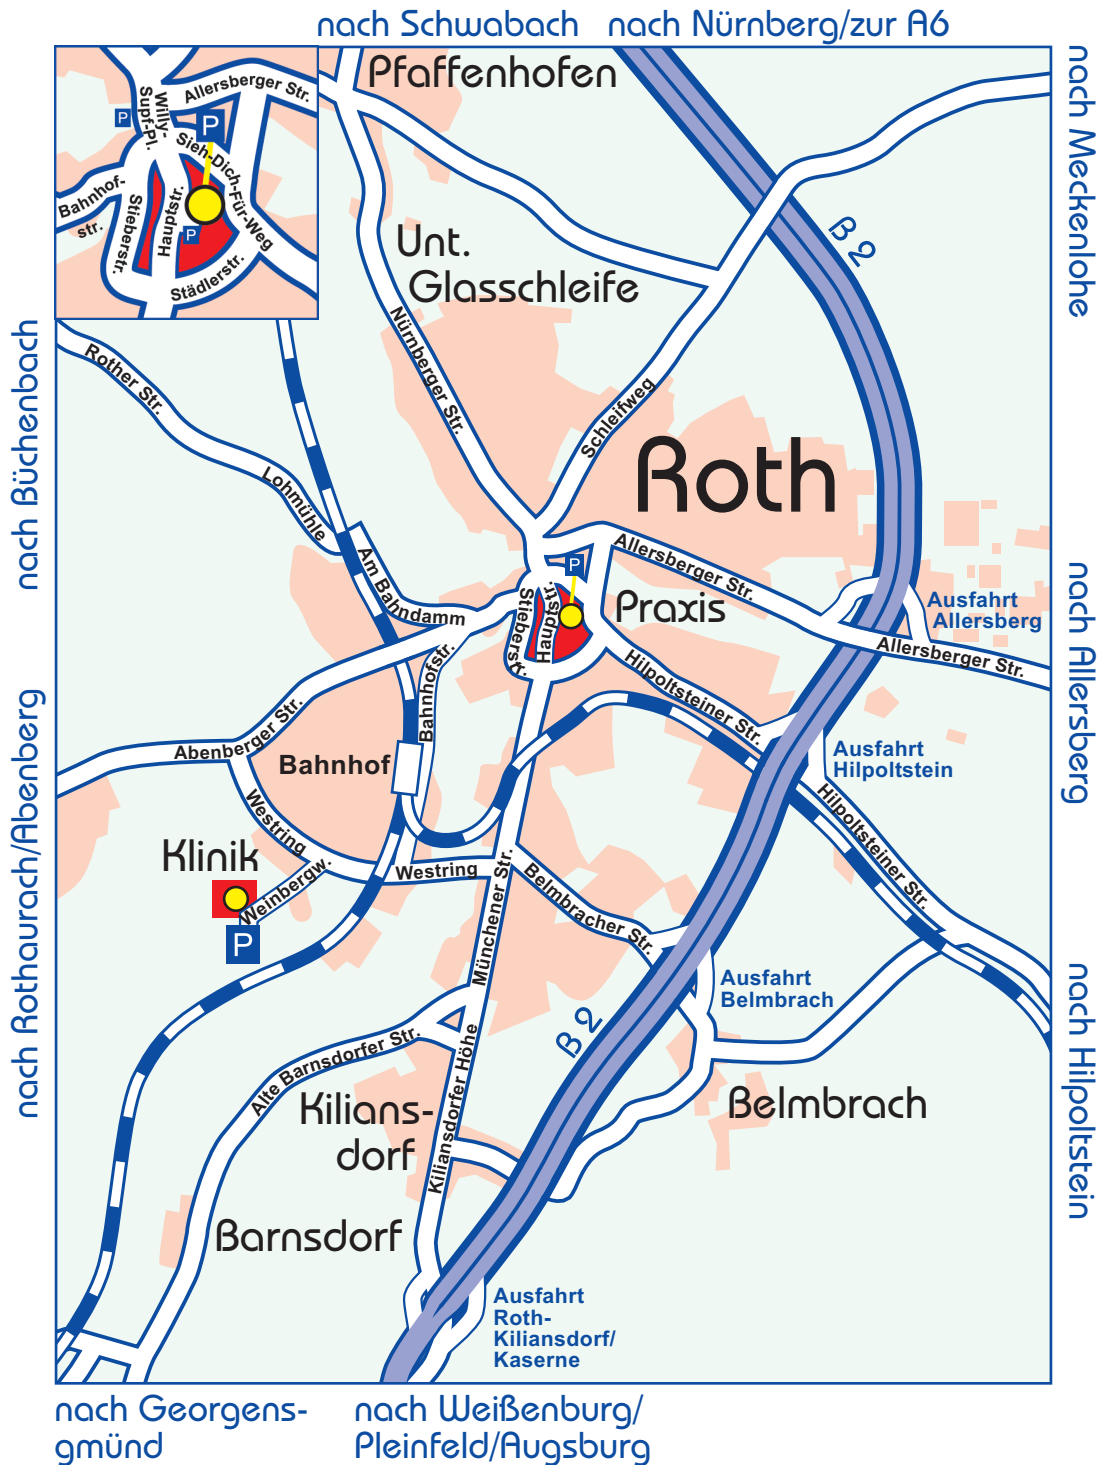 nach Schwabach
nach Nürnberg/zur A6
Pfaffenhofen
nach Meckenlohe
Allersberger Str.
Willy-
Supf-Pl.
P
P
Sieh-Dich-Für-Weg
Bahnhof-
str.
Stieberstr.
Hauptstr.
P
Städlerstr.
B 2
Unt.
Glasschleife
nach Büchenbach
Rother Str.
Nürnberger Str.
Schleifweg
Roth
Lohmühle
Am Bahndamm
Allersberger Str.
P
Stieberstr.
Hauptstr.
Praxis
Ausfahrt
Allersberg
Allersberger Str.
nach Allersberg
Hilpoltsteiner Str.
Bahnhofstr.
Abenberger Str.
Bahnhof
Ausfahrt
Hilpoltstein
Hilpoltsteiner Str.
nach Rothaurach/Abenberg
Westring
Klinik
Weinbergw.
P
Westring
Münchener Str.
Belmbracher Str.
Ausfahrt
Belmbrach
B 2
nach Hilpoltstein
Alte Barnsdorfer Str.
Kiliansdorfer Höhe
Kilians-
dorf
Belmbrach
Barnsdorf
Ausfahrt
Roth-
Kiliansdorf/
Kaserne
nach Georgens-
gmünd
nach Weißenburg/
Pleinfeld/Augsburg